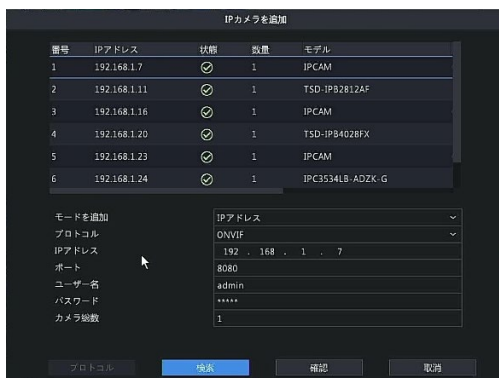 IPカメラを追加
番号 IPアドレス 状態 数量 モデル
1 192.168.1.7 1 IPCAM
2 192.168.1.11 1 TSD-IPB2812AF
3 192.168.1.16 1 IPCAM
4 192.168.1.20 1 TSD-IPB4028FX
5 192.168.1.23 1 IPCAM
6 192.168.1.24 1 IPC3534LB-ADZK-G
モードを追加 IPアドレス
プロトコル ONVIF
IPアドレス 192 . 168 . 1 . 7
ポート 8080
ユーザー名 admin
パスワード *****
カメラ総数 1
プロトコル 検索 確認 取消